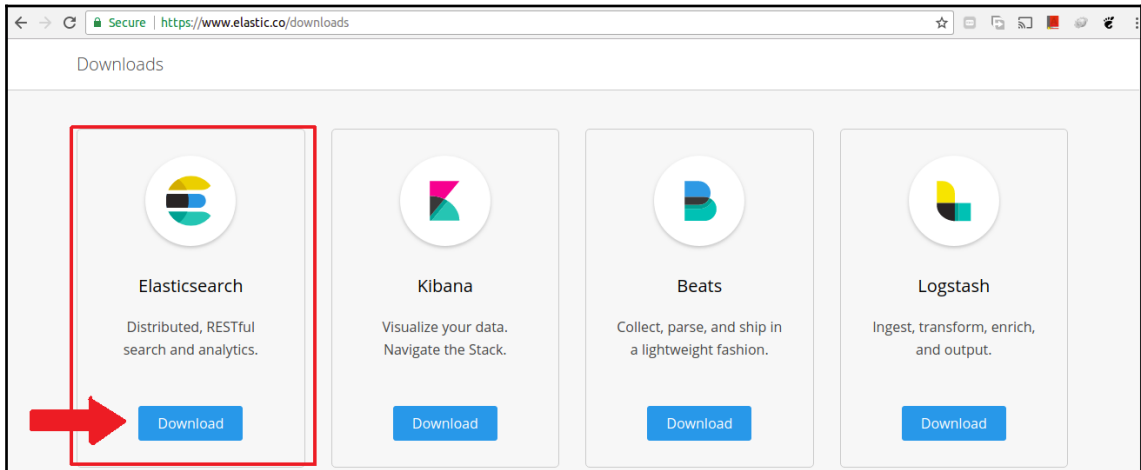 Secure | https://www.elastic.co/downloads
Downloads
Elasticsearch
Distributed, RESTful
search and analytics.
Download
Kibana
Visualize your data.
Navigate the Stack.
Download
Beats
Collect, parse, and ship in
a lightweight fashion.
Download
Logstash
Ingest, transform, enrich,
and output.
Download